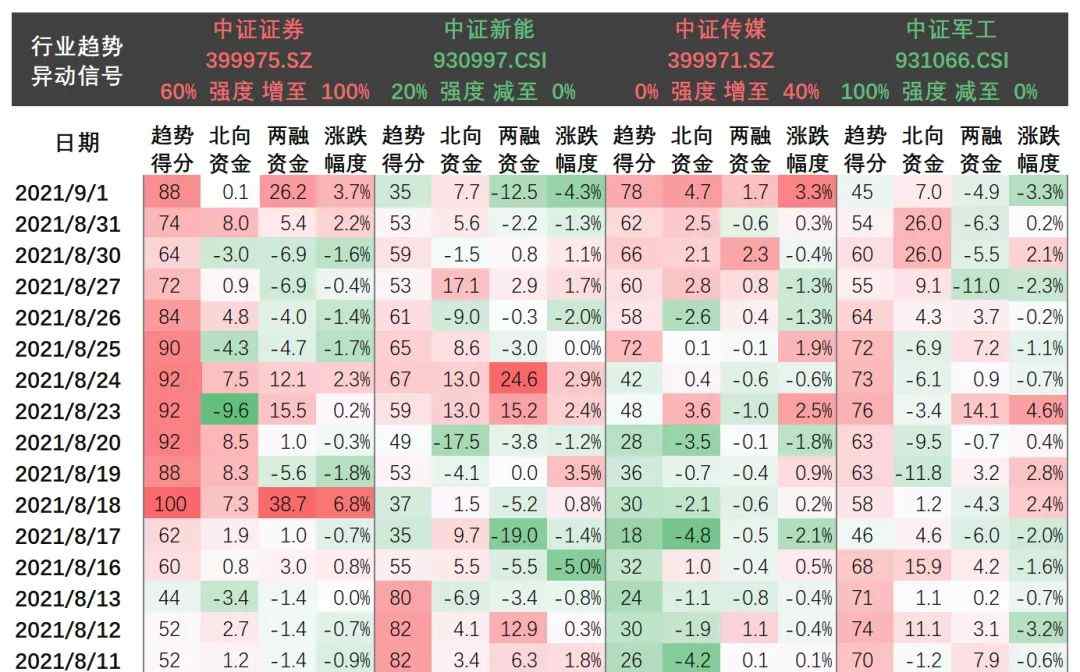 行业趋势 中证证券 中证新能 中证传媒 中证军工
异动信号 399975.SZ 930997.CSI 399971.SZ 931066.CSI
60% 强度 增至 100% 20% 强度 减至 0% 0% 强度 增至 40% 100% 强度 减至 0%
日期 趋势得分 北向资金 两融资金 涨跌幅度 趋势得分 北向资金 两融资金 涨跌幅度 趋势得分 北向资金 两融资金 涨跌幅度 趋势得分 北向资金 两融资金 涨跌幅度
2021/9/1 88 0.1 26.2 3.7% 35 7.7 -12.5 -4.3% 78 4.7 1.7 3.3% 45 7.0 -4.9 -3.3%
2021/8/31 74 8.0 5.4 2.2% 53 5.6 -2.2 -1.3% 62 2.5 -0.6 0.3% 54 26.0 -6.3 0.2%
2021/8/30 64 -3.0 -6.9 -1.6% 59 -1.5 0.8 1.1% 66 2.1 2.3 -0.4% 60 26.0 -5.5 2.1%
2021/8/27 72 0.9 -6.9 -0.4% 53 17.1 2.9 1.7% 60 2.8 0.8 -1.3% 55 9.1 -11.0 -2.3%
2021/8/26 84 4.8 -4.0 -1.4% 61 -9.0 -0.3 -2.0% 58 -2.6 0.4 -1.3% 64 4.3 3.7 -0.2%
2021/8/25 90 -4.3 -4.7 -1.7% 65 8.6 -3.0 0.0% 72 0.1 -0.1 1.9% 72 -6.9 7.2 -1.1%
2021/8/24 92 7.5 12.1 2.3% 67 13.0 24.6 2.9% 42 0.4 -0.6 -0.6% 73 -6.1 0.9 -0.7%
2021/8/23 92 -9.6 15.5 0.2% 59 13.0 15.2 2.4% 48 3.6 -1.0 2.5% 76 -3.4 14.1 4.6%
2021/8/20 92 8.5 1.0 -0.3% 49 -17.5 -3.8 -1.2% 28 -3.5 -0.1 -1.8% 63 -9.5 -0.7 0.4%
2021/8/19 88 8.3 -5.6 -1.8% 53 -4.1 0.0 3.5% 36 -0.7 -0.4 0.9% 63 -11.8 3.2 2.8%
2021/8/18 100 7.3 38.7 6.8% 37 1.5 -5.2 0.8% 30 -2.1 -0.6 0.2% 58 1.2 -4.3 2.4%
2021/8/17 62 1.9 1.0 -0.7% 35 9.7 -19.0 -1.4% 18 -4.8 -0.5 -2.1% 46 4.6 -6.0 -2.0%
2021/8/16 60 0.8 3.0 0.8% 55 5.5 -5.5 -5.0% 32 1.0 -0.4 0.5% 68 15.9 4.2 -1.6%
2021/8/13 44 -3.4 -1.4 0.0% 80 -6.9 -3.4 -0.8% 24 -1.1 -0.8 -0.4% 71 1.1 0.2 -0.7%
2021/8/12 52 2.7 -1.4 -0.7% 82 4.1 12.9 0.3% 30 -1.9 1.1 -0.4% 74 11.1 3.1 -3.2%
2021/8/11 52 1.2 -1.4 -0.9% 82 3.4 6.3 1.8% 26 -4.2 0.1 0.1% 70 -1.2 7.9 -0.6%